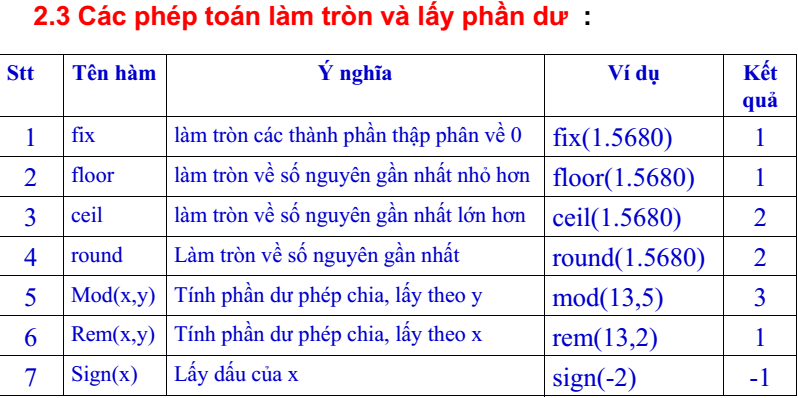 2.3 Các phép toán làm tròn và lấy phần dư :
Stt Tên hàm Ý nghĩa Ví dụ Kết quả
1 fix làm tròn các thành phần thập phân về 0 fix(1.5680) 1
2 floor làm tròn về số nguyên gần nhất nhỏ hơn floor(1.5680) 1
3 ceil làm tròn về số nguyên gần nhất lớn hơn ceil(1.5680) 2
4 round Làm tròn về số nguyên gần nhất round(1.5680) 2
5 Mod(x,y) Tính phần dư phép chia, lấy theo y mod(13,5) 3
6 Rem(x,y) Tính phần dư phép chia, lấy theo x rem(13,2) 1
7 Sign(x) Lấy dấu của x sign(-2) -1